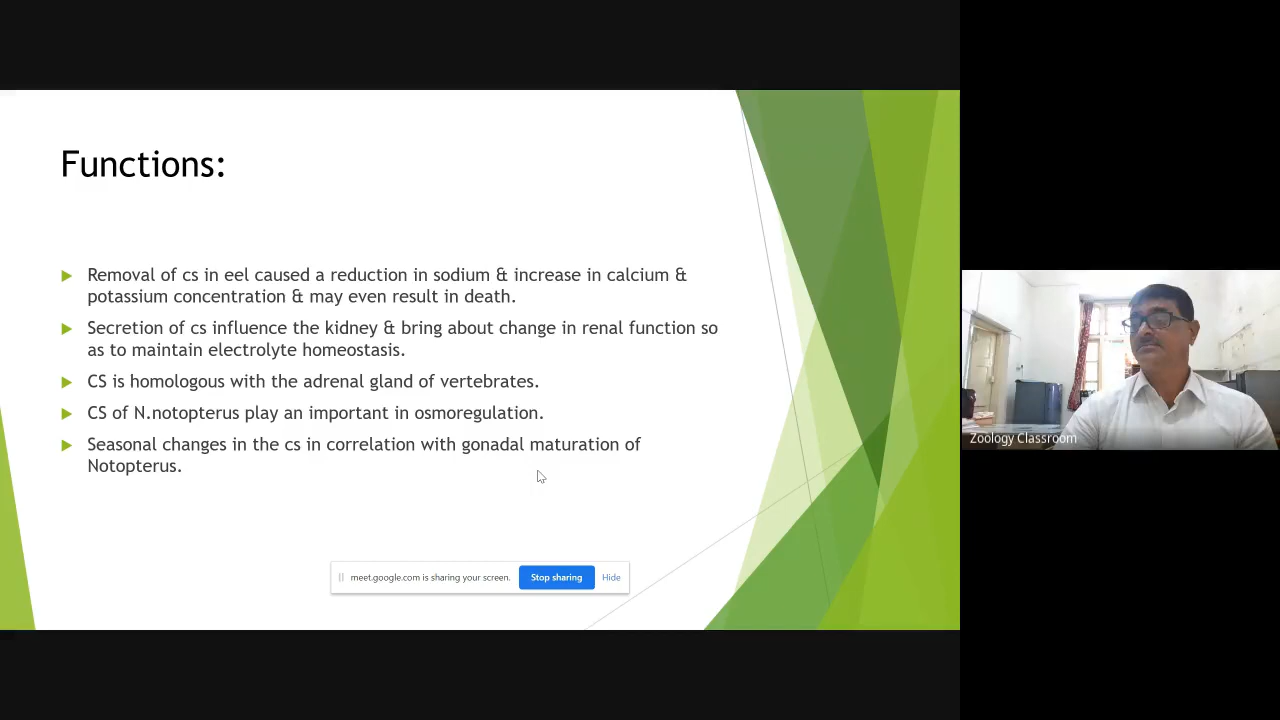 Functions:
Removal of cs in eel caused a reduction in sodium & increase in calcium &
potassium concentration & may even result in death.
Secretion of cs influence the kidney & bring about change in renal function so
as to maintain electrolyte homeostasis.
CS is homologous with the adrenal gland of vertebrates.
CS of N.notopterus play an important in osmoregulation.
Seasonal changes in the cs in correlation with gonadal maturation of
Notopterus.
meet.google.com is sharing your screen. Stop sharing Hide
Zoology Classroom